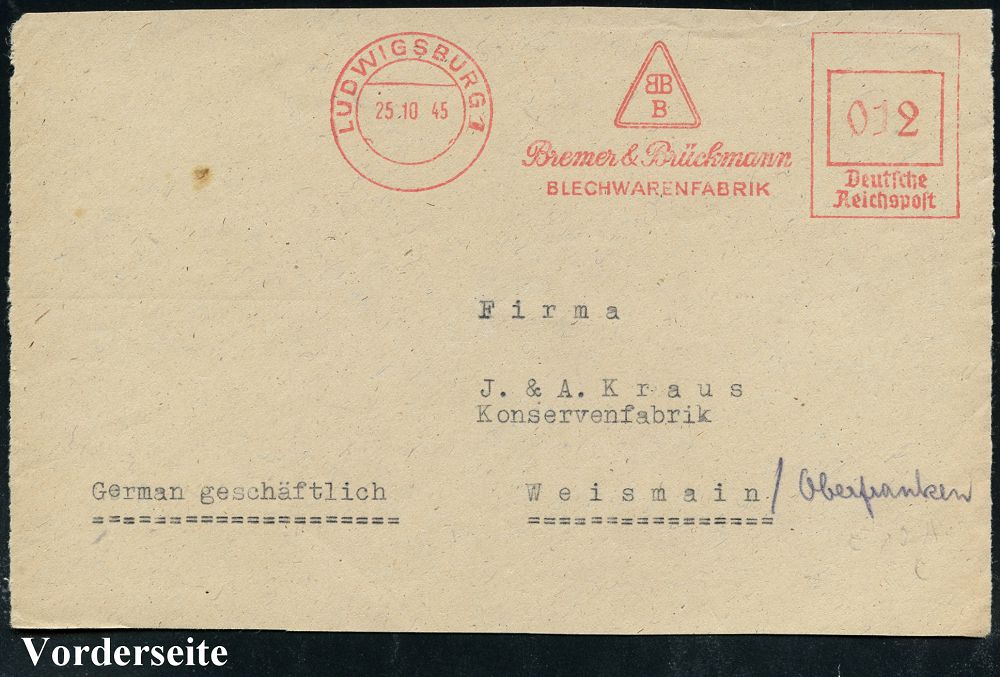 LUDWIGSBURG 1
25.10 45
BB
B
Bremer & Brückmann
BLECHWARENFABRIK
012
Deutsche
Reichspost
Firma
J. & A. Kraus
Konservenfabrik
German geschäftlich
Weismain / Oberfranken
Vorderseite